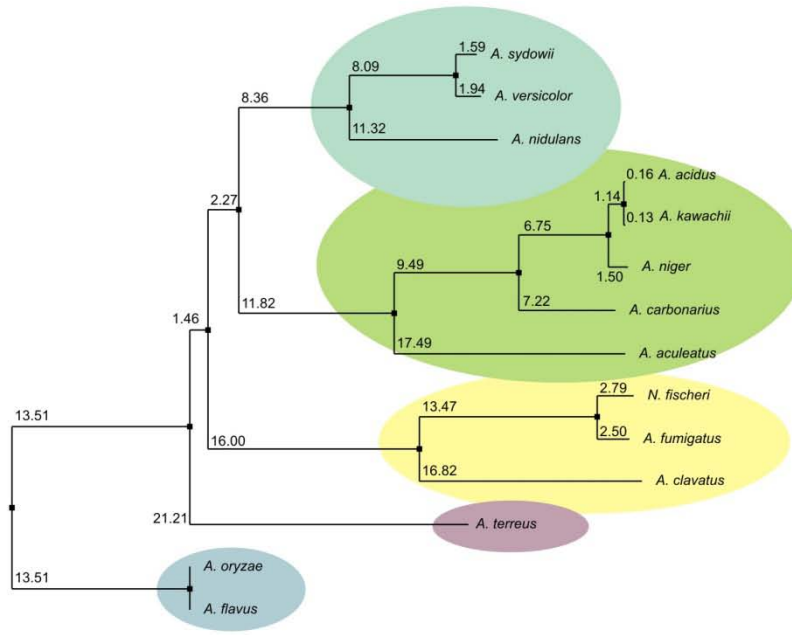 1.59 A. sydowii
8.09
1.94 A. versicolor
8.36
11.32 A. nidulans
0.16 A. acidus
1.14
2.27
0.13 A. kawachii
6.75
9.49 A. niger
1.50
11.82 7.22 A. carbonarius
1.46
17.49 A. aculeatus
2.79 N. fischeri
13.51 13.47
16.00 2.50 A. fumigatus
16.82 A. clavatus
21.21 A. terreus
A. oryzae
13.51
A. flavus